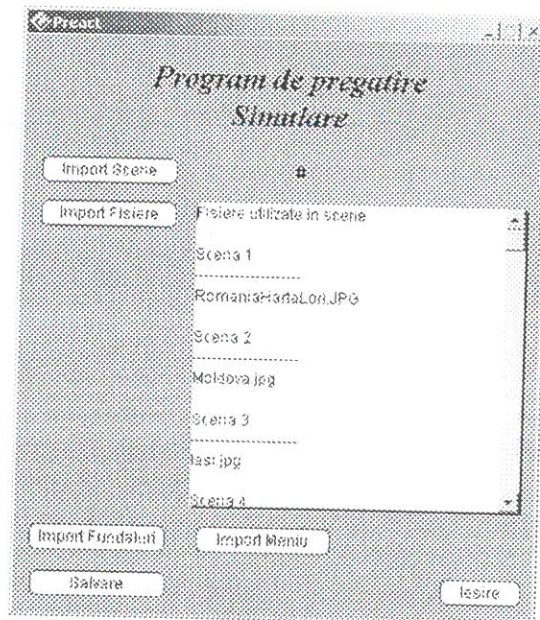 Preact
Program de pregatire
Simulare
Import Scene
#
Import Fisiere
Fisiere utilizate in scene
Scena 1
--------------------
RomaniaHartaLori.JPG
Scena 2
--------------------
Moldova.jpg
Scena 3
--------------------
Iasi.jpg
Scena 4
Import Fundaluri
Import Meniu
Salvare
Iesire